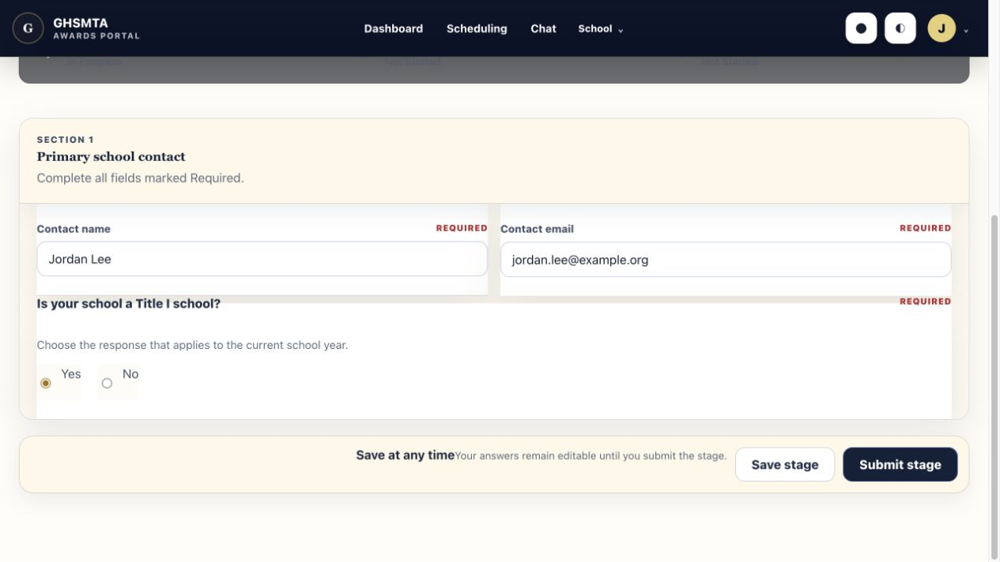 G
GHSMTA
AWARDS PORTAL
Dashboard
Scheduling
Chat
School
J
In Progress
Not Started
Not Started
SECTION 1
Primary school contact
Complete all fields marked Required.
Contact name
REQUIRED
Contact email
REQUIRED
Jordan Lee
jordan.lee@example.org
Is your school a Title I school?
REQUIRED
Choose the response that applies to the current school year.
Yes
No
Save at any timeYour answers remain editable until you submit the stage.
Save stage
Submit stage